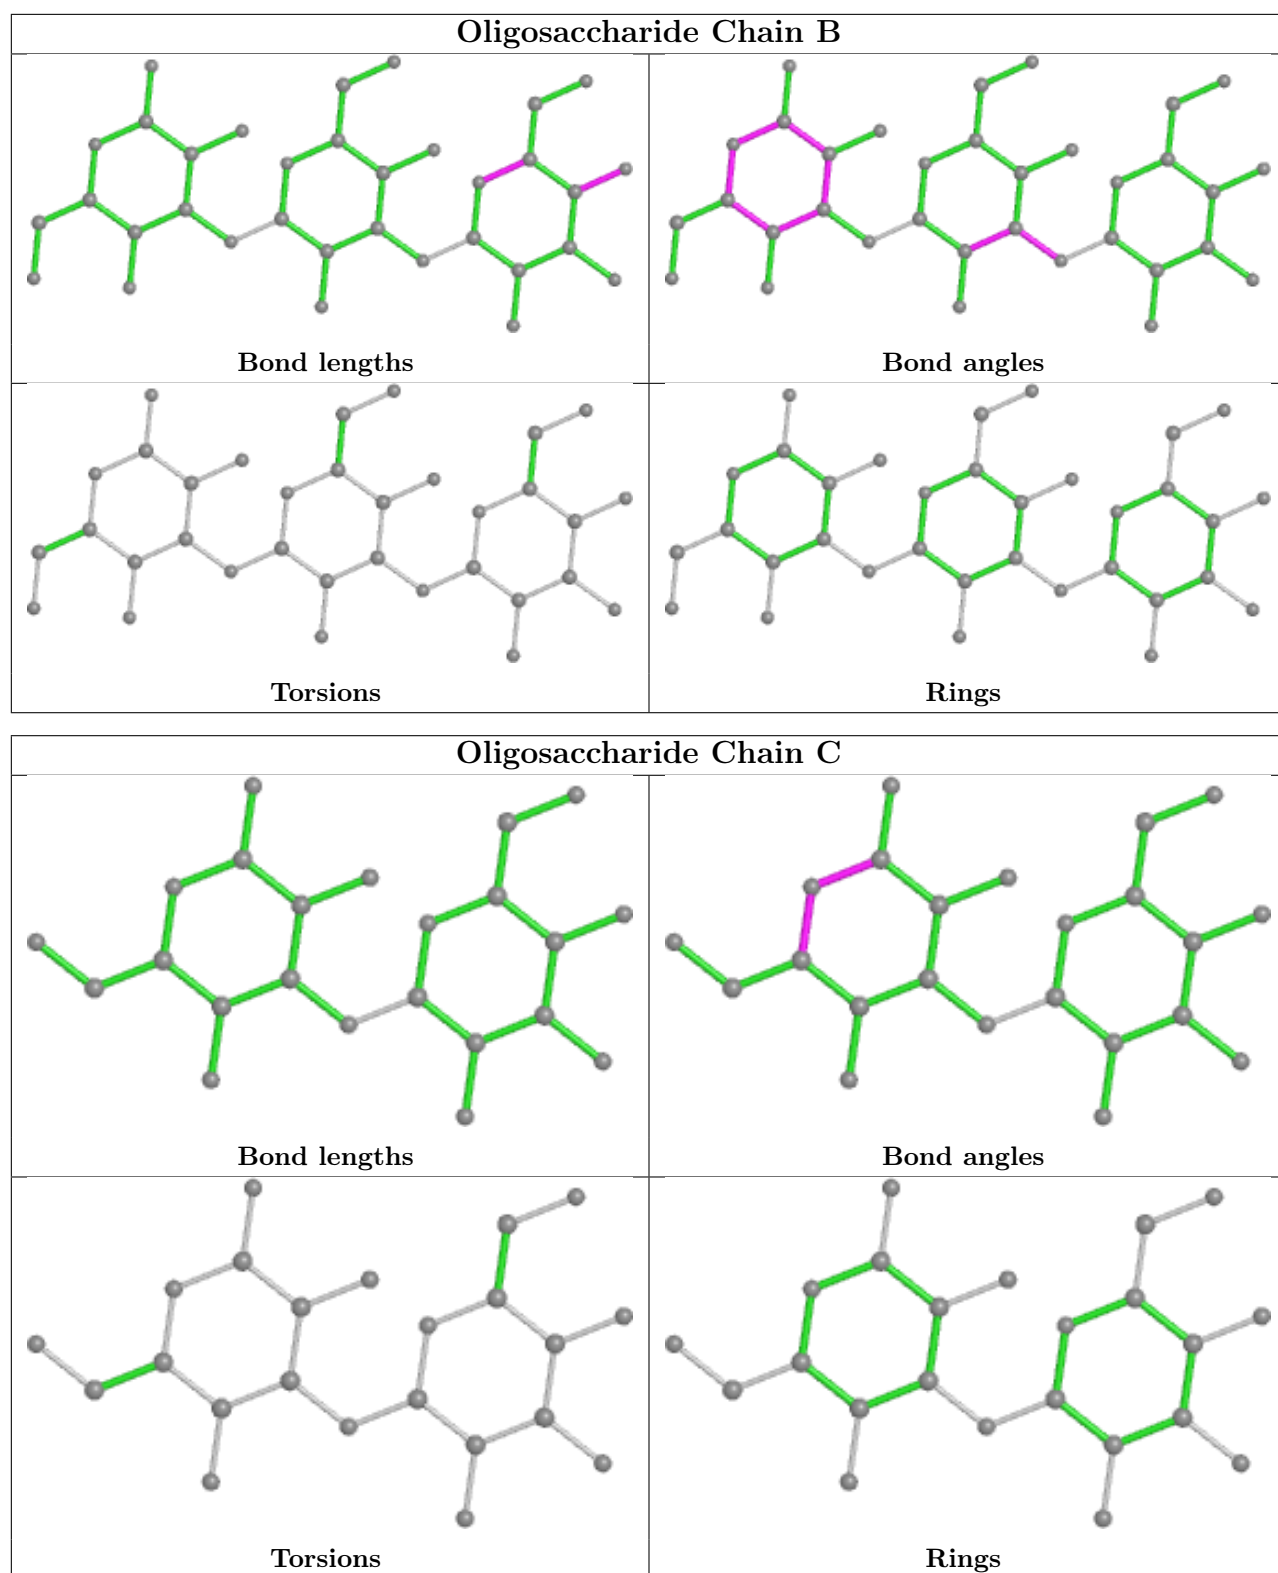 Oligosaccharide Chain B
Bond lengths
Bond angles
Torsions
Rings
Oligosaccharide Chain C
Bond lengths
Bond angles
Torsions
Rings